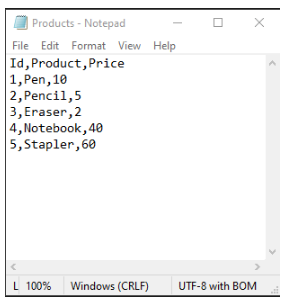 Products - Notepad
File Edit Format View Help
Id,Product,Price
1,Pen,10
2,Pencil,5
3,Eraser,2
4,Notebook,40
5,Stapler,60
L 100% Windows (CRLF) UTF-8 with BOM